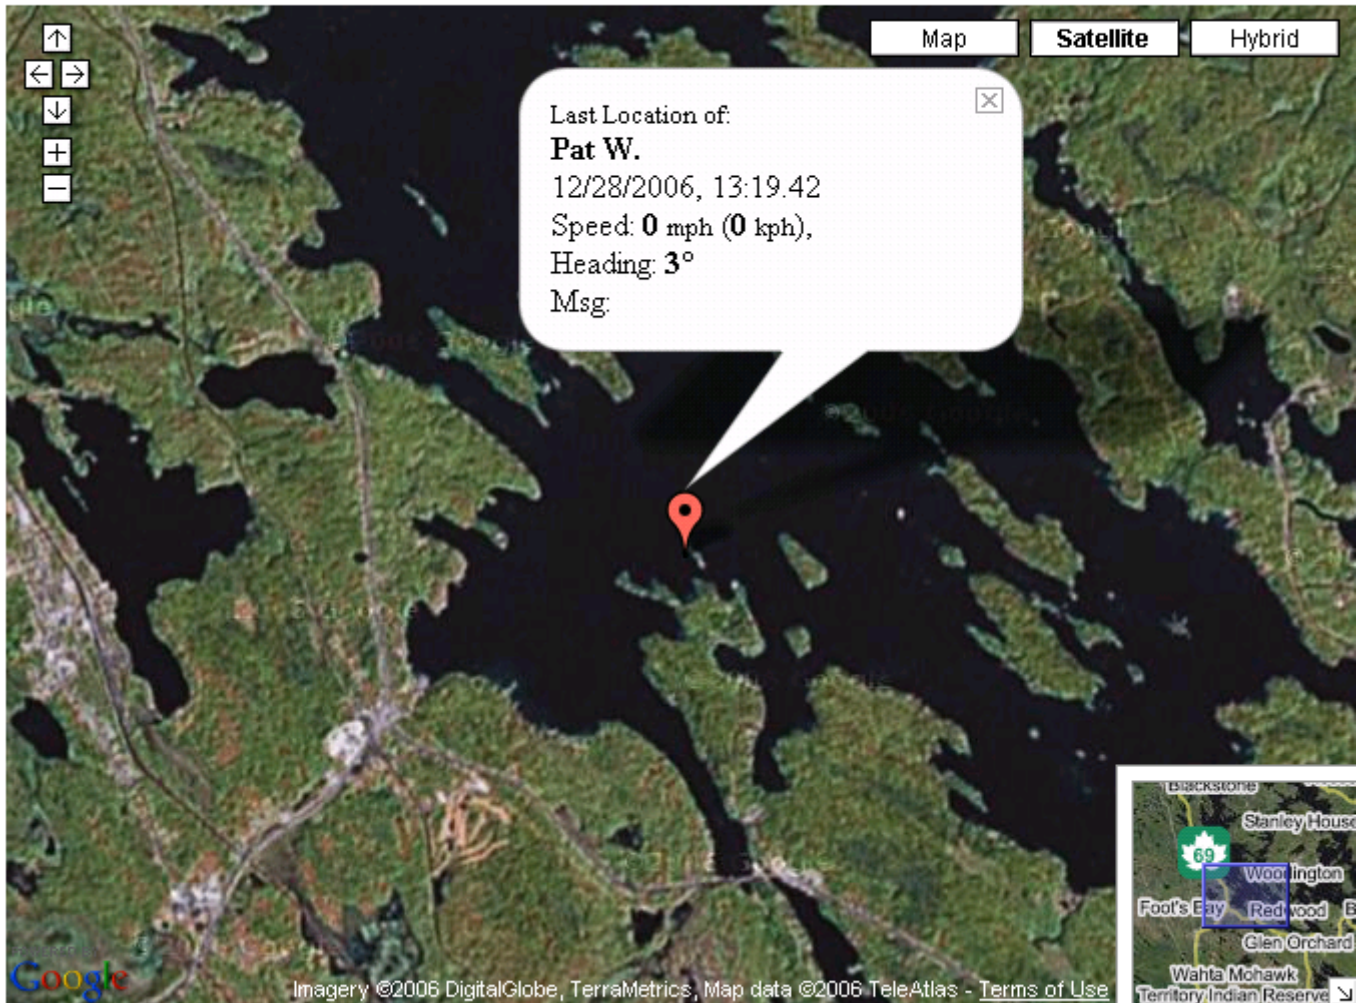 Map
Satellite
Hybrid
Last Location of:
Pat W.
12/28/2006, 13:19.42
Speed: 0 mph (0 kph),
Heading: 3°
Msg:
Blackstone
Stanley House
69
Woodington
Foot's Bay
Redwood
B
Glen Orchard
Wahta Mohawk
Territory Indian Reserve
Google
Imagery ©2006 DigitalGlobe, TerraMetrics, Map data ©2006 TeleAtlas - Terms of Use